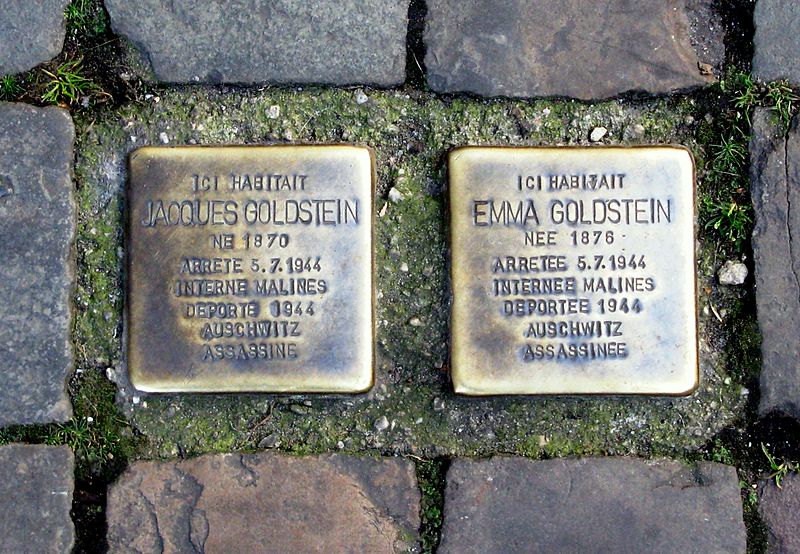 ICI HABITAIT
JACQUES GOLDSTEIN
NE 1870
ARRETE 5.7.1944
INTERNE MALINES
DEPORTE 1944
AUSCHWITZ
ASSASSINE
ICI HABITAIT
EMMA GOLDSTEIN
NEE 1876
ARRETEE 5.7.1944
INTERNEE MALINES
DEPORTEE 1944
AUSCHWITZ
ASSASSINEE